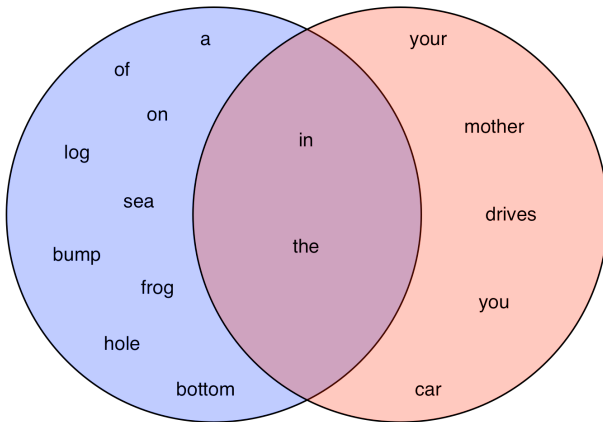 a
your
of
on
mother
in
log
sea
drives
the
bump
frog
you
hole
bottom
car